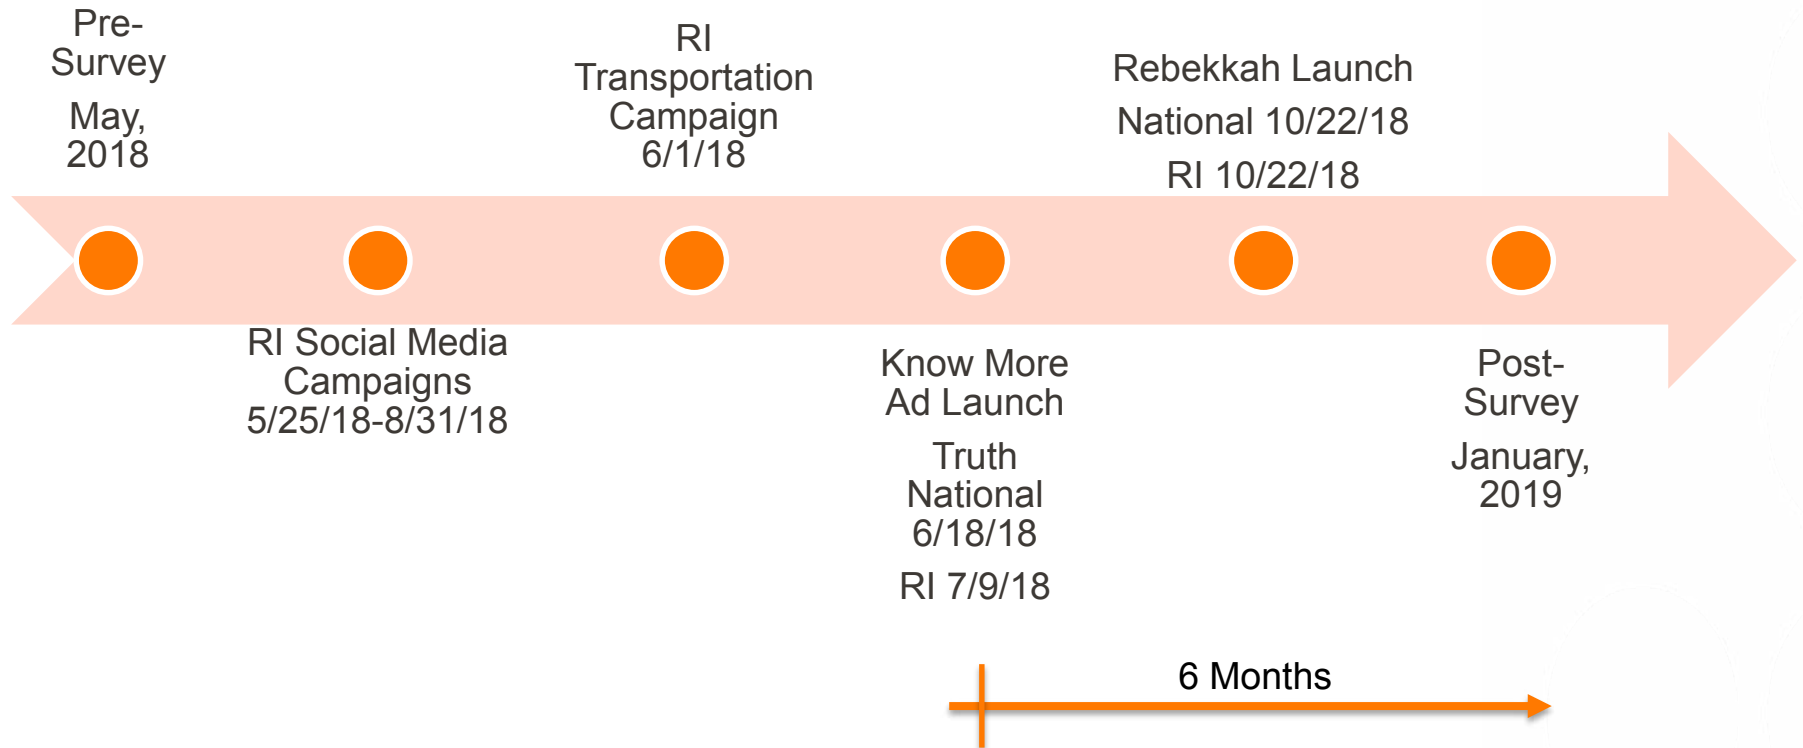 Pre-
Survey
May,
2018
RI Social Media
Campaigns
5/25/18-8/31/18
RI
Transportation
Campaign
6/1/18
Know More
Ad Launch
Truth
National
6/18/18
RI 7/9/18
Rebekkah Launch
National 10/22/18
RI 10/22/18
Post-
Survey
January,
2019
6 Months